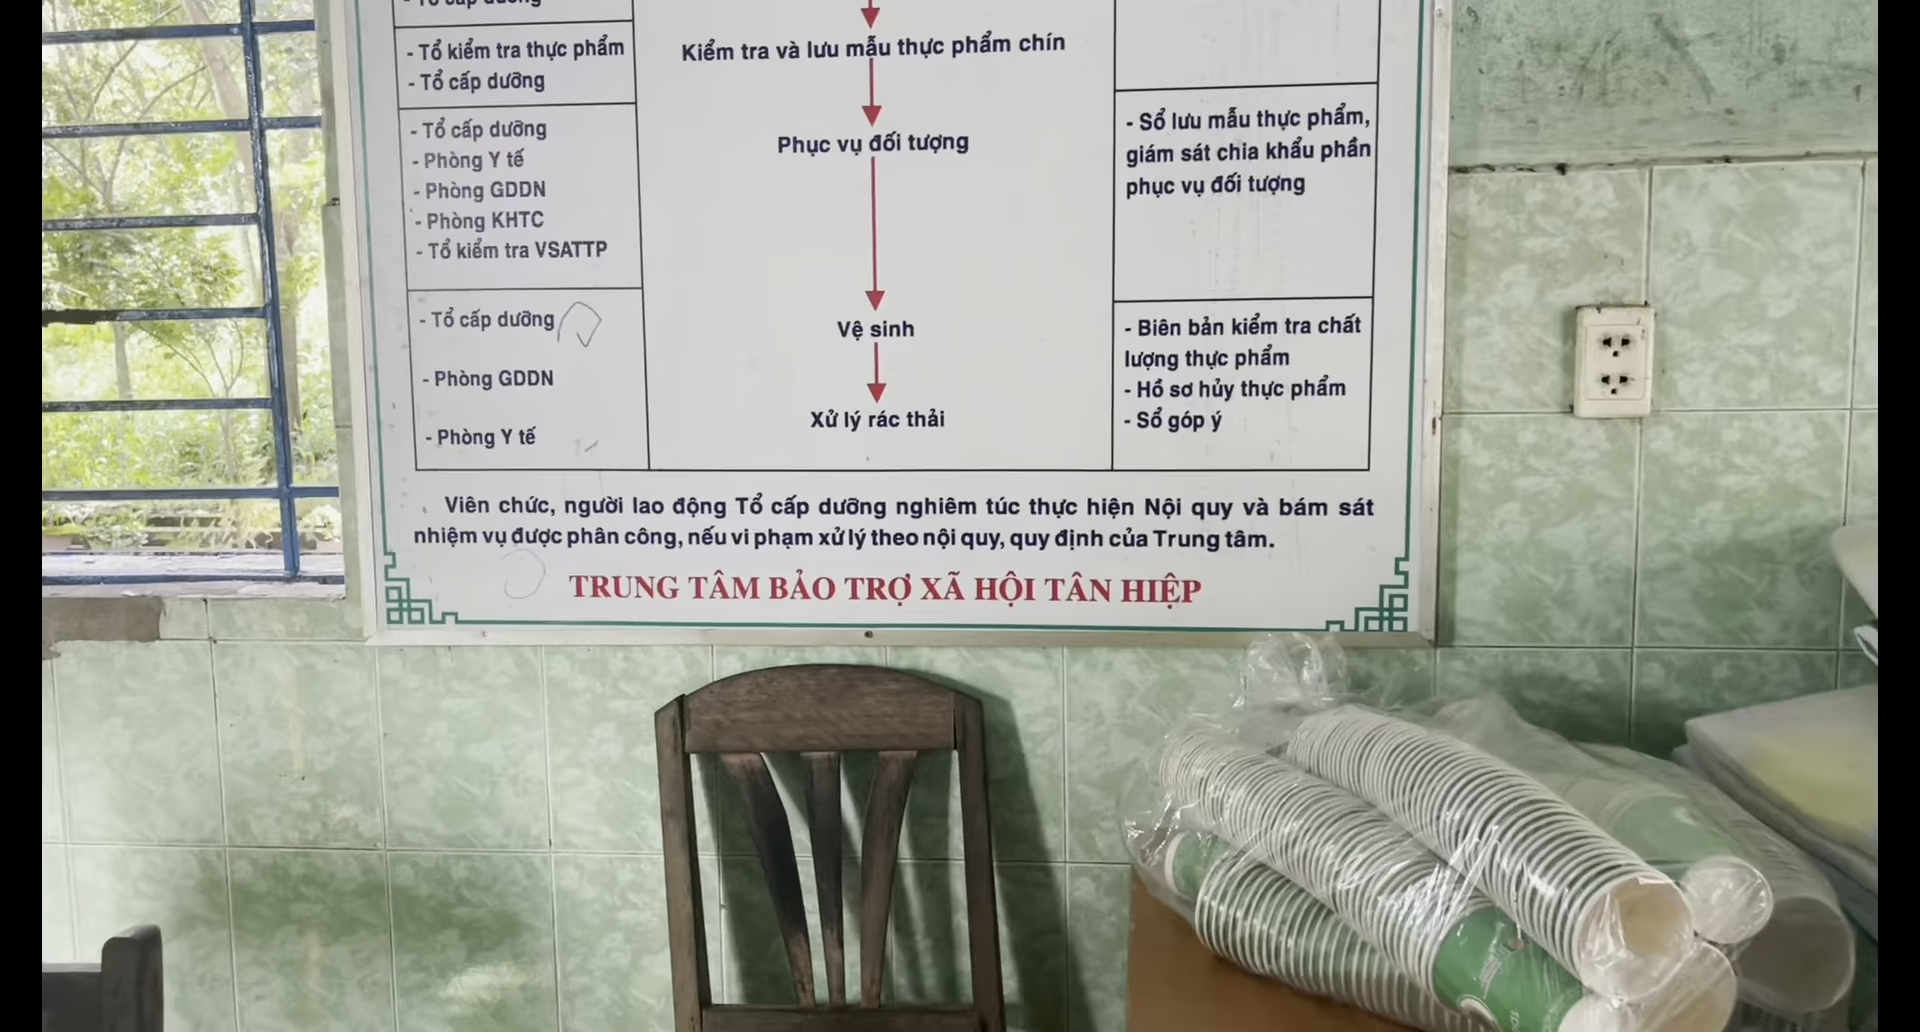 - Tổ cấp dưỡng
- Tổ kiểm tra thực phẩm
- Tổ cấp dưỡng
Kiểm tra và lưu mẫu thực phẩm chín
- Tổ cấp dưỡng
- Phòng Y tế
- Phòng GDDN
- Phòng KHTC
- Tổ kiểm tra VSATTP
Phục vụ đối tượng
- Sổ lưu mẫu thực phẩm,
giám sát chia khẩu phần
phục vụ đối tượng
- Tổ cấp dưỡng
- Phòng GDDN
- Phòng Y tế
Vệ sinh
Xử lý rác thải
- Biên bản kiểm tra chất
lượng thực phẩm
- Hồ sơ hủy thực phẩm
- Sổ góp ý
Viên chức, người lao động Tổ cấp dưỡng nghiêm túc thực hiện Nội quy và bám sát
nhiệm vụ được phân công, nếu vi phạm xử lý theo nội quy, quy định của Trung tâm.
TRUNG TÂM BẢO TRỢ XÃ HỘI TÂN HIỆP